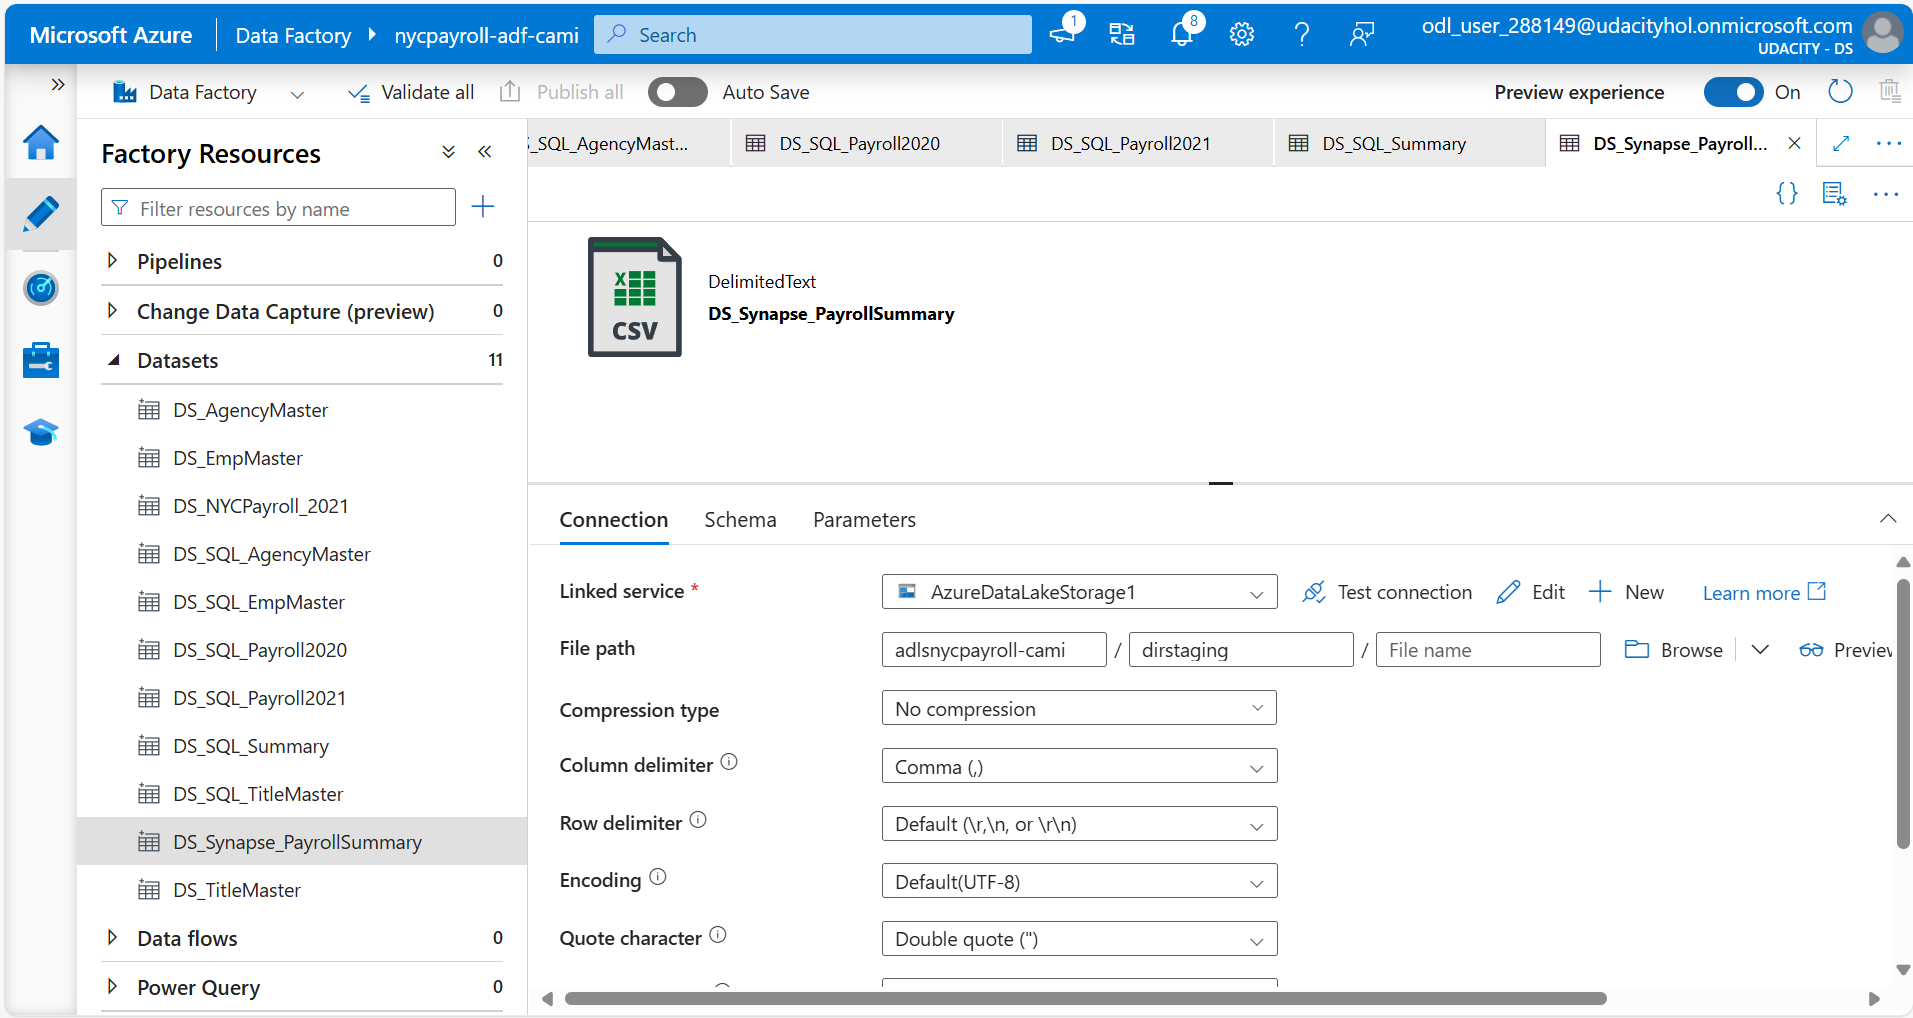 Microsoft Azure
Data Factory
nycpayroll-adf-cami
Search
1
8
odl_user_288149@udacityhol.onmicrosoft.com
UDACITY - DS
Data Factory
Validate all
Publish all
Auto Save
Preview experience
On
Factory Resources
Filter resources by name
Pipelines 0
Change Data Capture (preview) 0
Datasets 11
DS_AgencyMaster
DS_EmpMaster
DS_NYCPayroll_2021
DS_SQL_AgencyMaster
DS_SQL_EmpMaster
DS_SQL_Payroll2020
DS_SQL_Payroll2021
DS_SQL_Summary
DS_SQL_TitleMaster
DS_Synapse_PayrollSummary
DS_TitleMaster
Data flows 0
Power Query 0
_SQL_AgencyMast...
DS_SQL_Payroll2020
DS_SQL_Payroll2021
DS_SQL_Summary
DS_Synapse_Payroll...
{}
CSV
DelimitedText
DS_Synapse_PayrollSummary
Connection Schema Parameters
Linked service * AzureDataLakeStorage1 Test connection Edit New Learn more
File path adlsnycpayroll-cami / dirstaging / File name Browse Preview
Compression type No compression
Column delimiter Comma (,)
Row delimiter Default (\r,\n, or \r\n)
Encoding Default(UTF-8)
Quote character Double quote (")